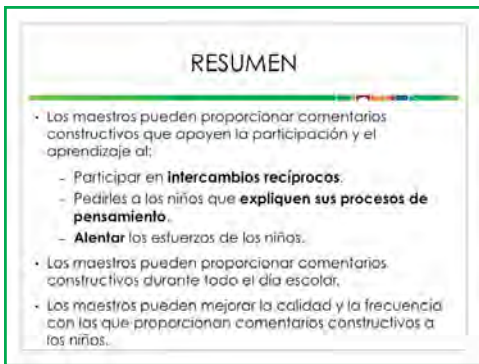 RESUMEN
• Los maestros pueden proporcionar comentarios
constructivos que apoyen la participación y el
aprendizaje al:
– Participar en intercambios recíprocos.
– Pedirles a los niños que expliquen sus procesos de
pensamiento.
– Alentar los esfuerzos de los niños.
• Los maestros pueden proporcionar comentarios
constructivos durante todo el día escolar.
• Los maestros pueden mejorar la calidad y la frecuencia
con las que proporcionan comentarios constructivos a
los niños.